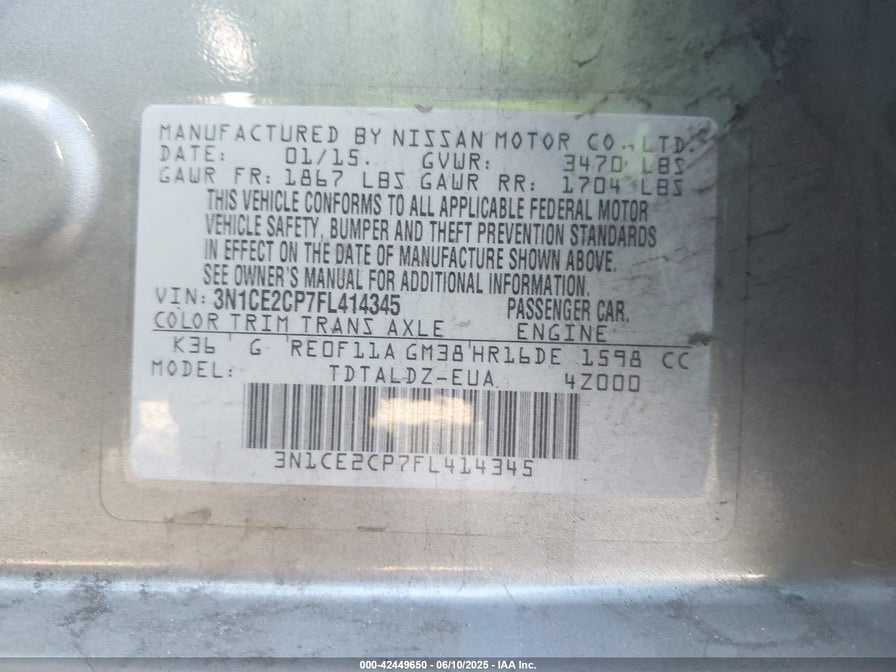 MANUFACTURED BY NISSAN MOTOR CO., LTD.
DATE: 01/15. GVWR: 3470 LBS
GAWR FR: 1867 LBS GAWR RR: 1704 LBS
THIS VEHICLE CONFORMS TO ALL APPLICABLE FEDERAL MOTOR
VEHICLE SAFETY, BUMPER AND THEFT PREVENTION STANDARDS
IN EFFECT ON THE DATE OF MANUFACTURE SHOWN ABOVE.
SEE OWNER'S MANUAL FOR ADDITIONAL INFORMATION.
VIN: 3N1CE2CP7FL414345 PASSENGER CAR.
COLOR TRIM TRANS AXLE ENGINE
K36 G RE0F11A GM38 HR16DE 1598 CC
MODEL: TDTALDZ-EUA 4Z000
3N1CE2CP7FL414345
000-42449650 - 06/10/2025 - IAA Inc.